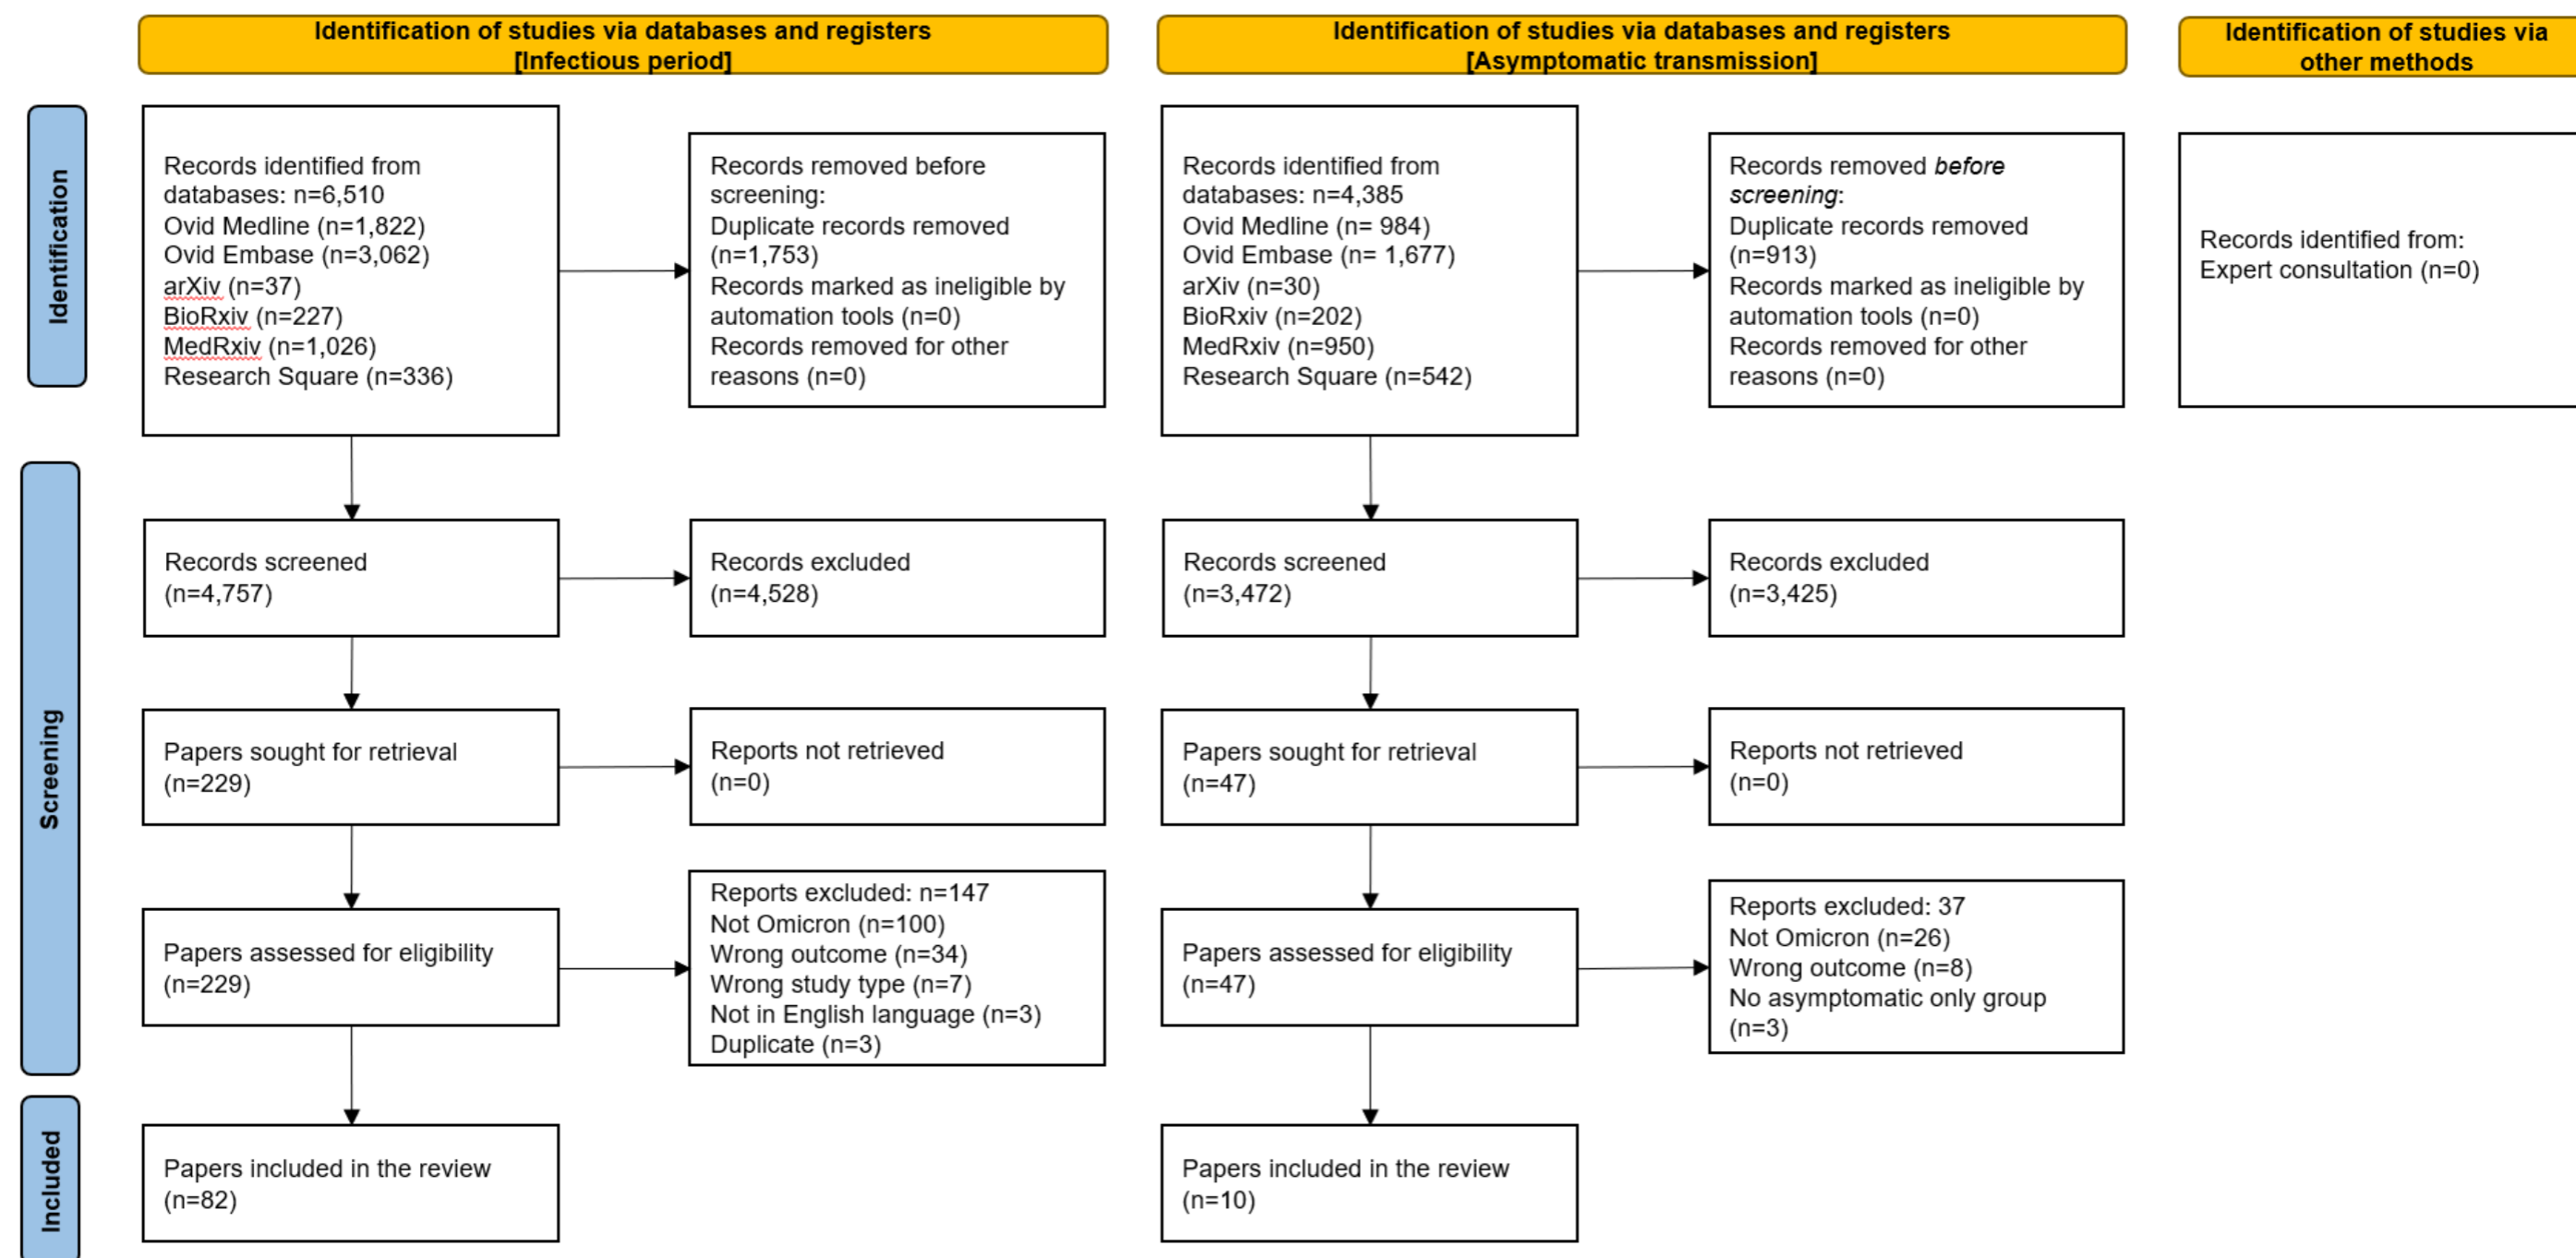 Identification of studies via databases and registers
[Infectious period]
Identification of studies via databases and registers
[Asymptomatic transmission]
Identification of studies via
other methods
Identification
Records identified from
databases: n=6,510
Ovid Medline (n=1,822)
Ovid Embase (n=3,062)
arXiv (n=37)
BioRxiv (n=227)
MedRxiv (n=1,026)
Research Square (n=336)
Records removed before
screening:
Duplicate records removed
(n=1,753)
Records marked as ineligible by
automation tools (n=0)
Records removed for other
reasons (n=0)
Records identified from
databases: n=4,385
Ovid Medline (n= 984)
Ovid Embase (n= 1,677)
arXiv (n=30)
BioRxiv (n=202)
MedRxiv (n=950)
Research Square (n=542)
Records removed before
screening:
Duplicate records removed
(n=913)
Records marked as ineligible by
automation tools (n=0)
Records removed for other
reasons (n=0)
Records identified from:
Expert consultation (n=0)
Screening
Records screened
(n=4,757)
Records excluded
(n=4,528)
Records screened
(n=3,472)
Records excluded
(n=3,425)
Papers sought for retrieval
(n=229)
Reports not retrieved
(n=0)
Papers sought for retrieval
(n=47)
Reports not retrieved
(n=0)
Papers assessed for eligibility
(n=229)
Reports excluded: n=147
Not Omicron (n=100)
Wrong outcome (n=34)
Wrong study type (n=7)
Not in English language (n=3)
Duplicate (n=3)
Papers assessed for eligibility
(n=47)
Reports excluded: 37
Not Omicron (n=26)
Wrong outcome (n=8)
No asymptomatic only group
(n=3)
Included
Papers included in the review
(n=82)
Papers included in the review
(n=10)